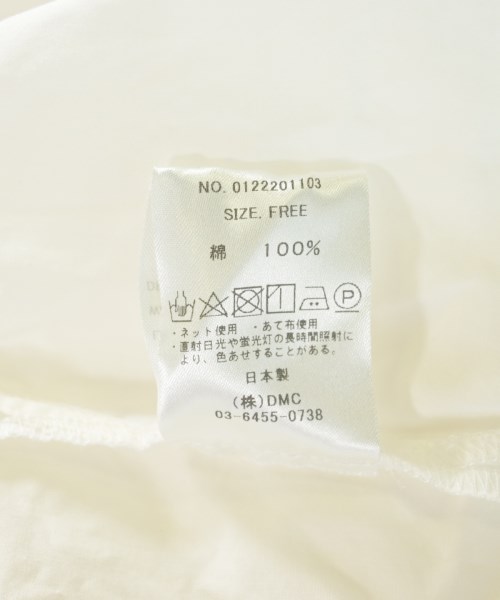 NO. 0122201103
SIZE. FREE
綿 100%
P
・ネット使用 ・あて布使用
・直射日光や蛍光灯の長時間照射に
より、色あせすることがある。
日本製
(株)DMC
03-6455-0738